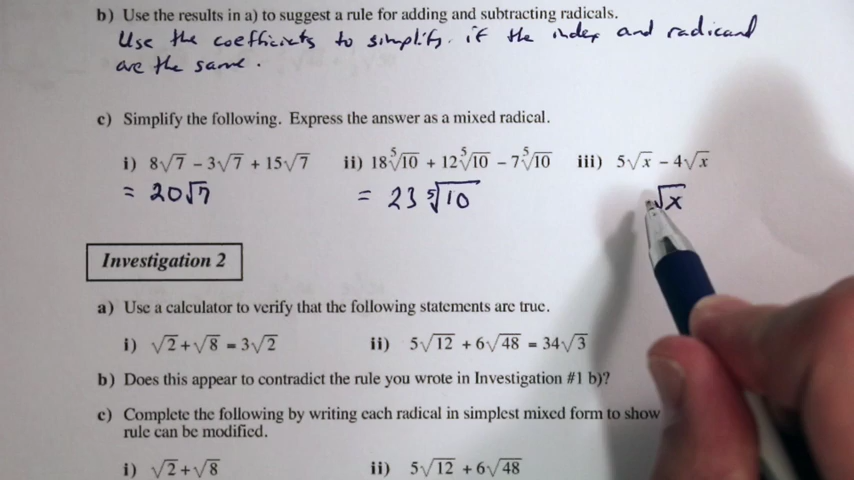 b) Use the results in a) to suggest a rule for adding and subtracting radicals.
Use the coefficients to simplify. if the index and radicand
are the same.
c) Simplify the following. Express the answer as a mixed radical.
i) 8√7 − 3√7 + 15√7 ii) 18⁵√10 + 12⁵√10 − 7⁵√10 iii) 5√x − 4√x
= 20√7 = 23⁵√10 √x
Investigation 2
a) Use a calculator to verify that the following statements are true.
i) √2 + √8 = 3√2 ii) 5√12 + 6√48 = 34√3
b) Does this appear to contradict the rule you wrote in Investigation #1 b)?
c) Complete the following by writing each radical in simplest mixed form to show
rule can be modified.
i) √2 + √8 ii) 5√12 + 6√48